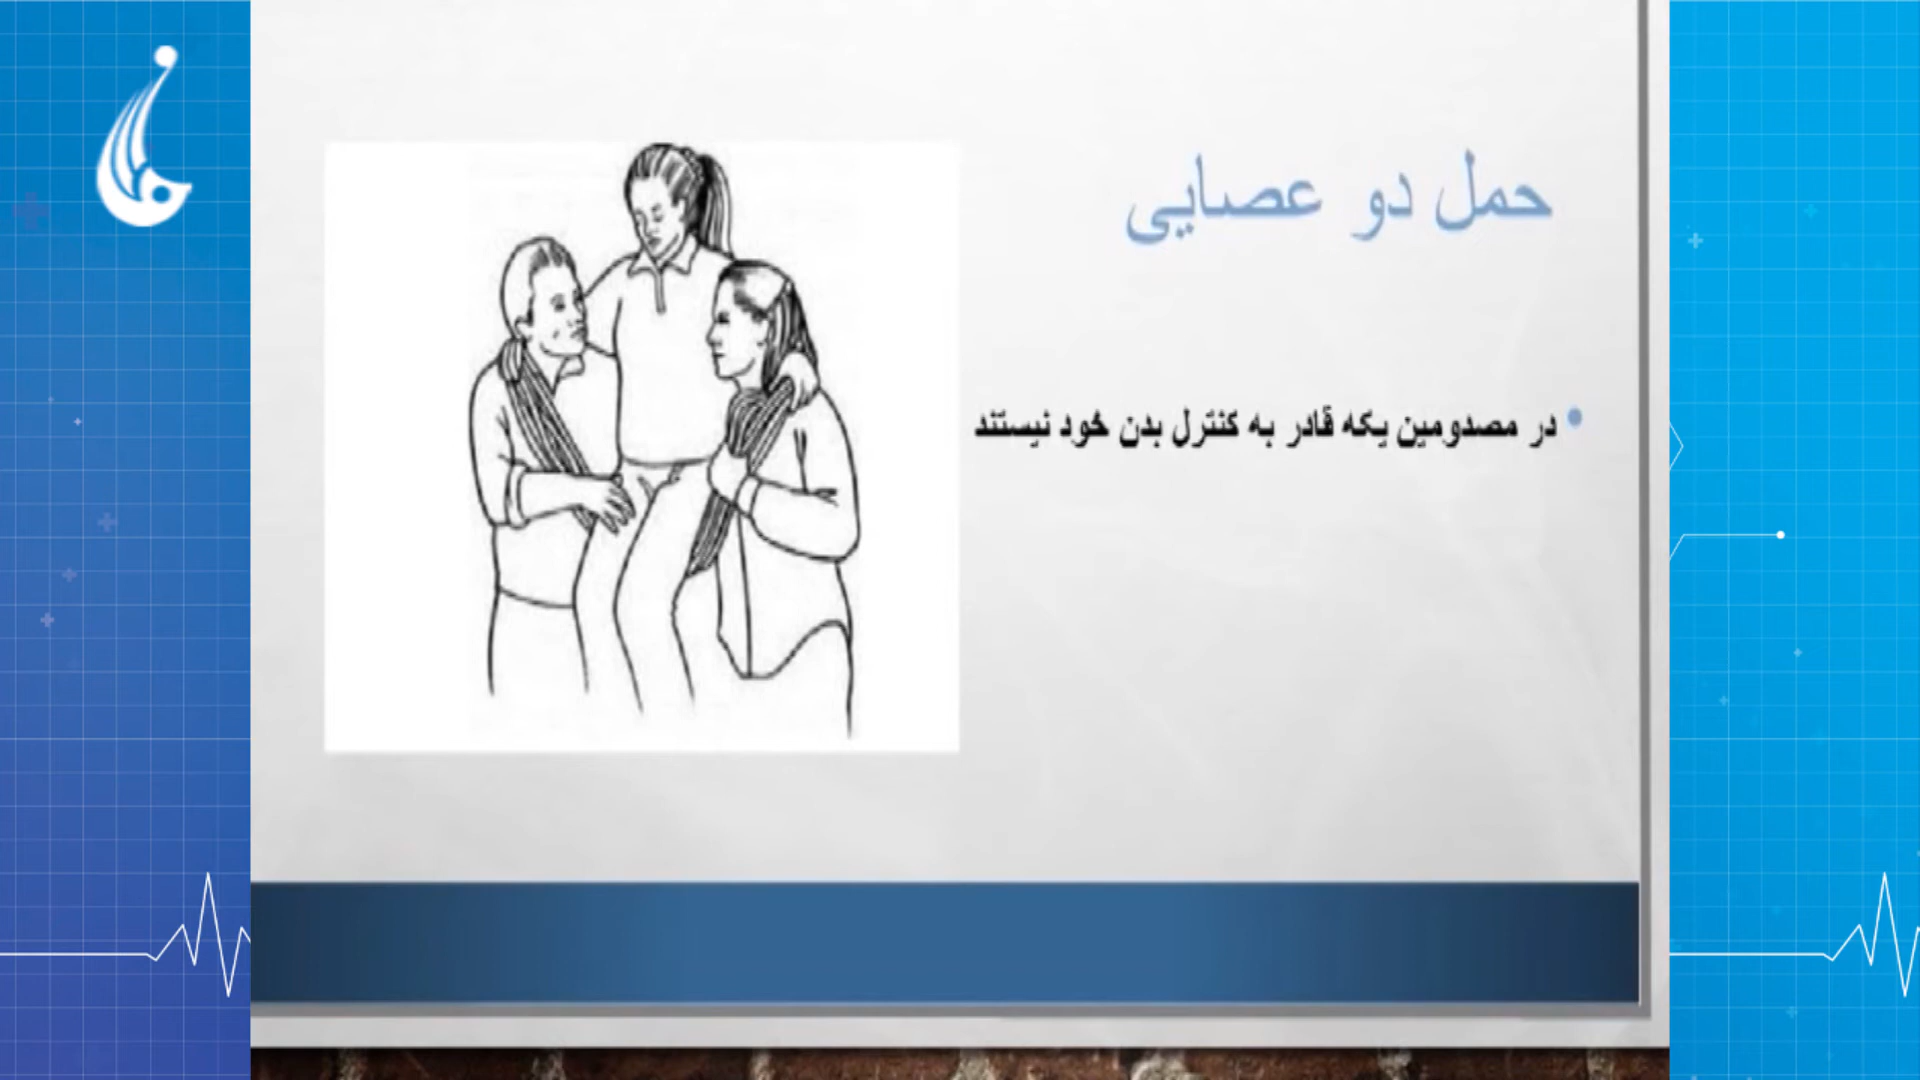 حمل دو عصایی
• در مصدومین یکه قادر به کنترل بدن خود نیستند